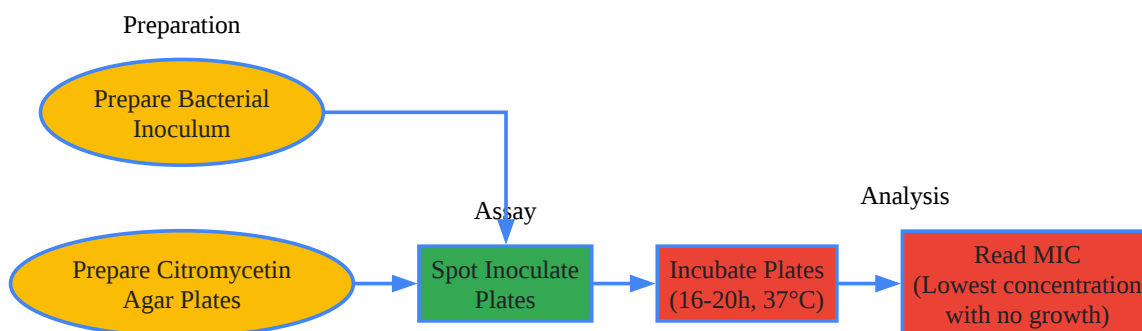 Preparation
Prepare Bacterial
Inoculum
Assay
Analysis
Prepare Citromycetin
Agar Plates
Spot Inoculate
Plates
Incubate Plates
(16-20h, 37°C)
Read MIC
(Lowest concentration
with no growth)